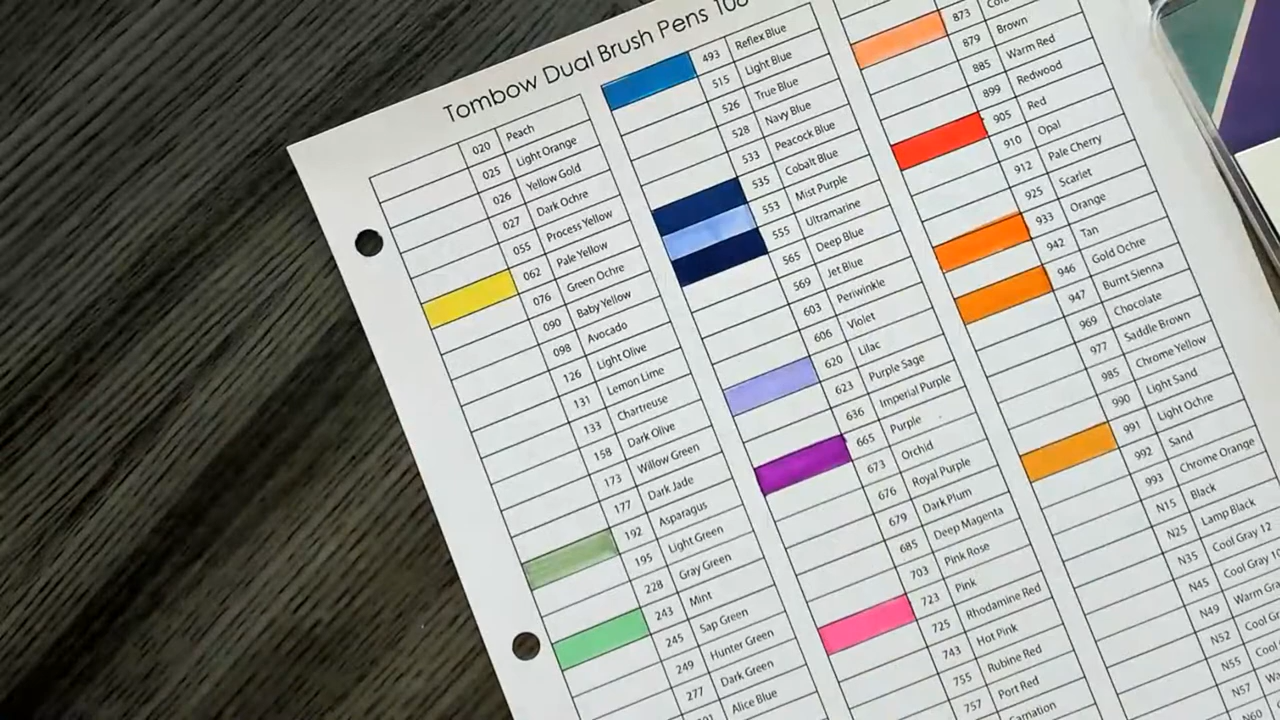 Tombow Dual Brush Pens
020 Peach
025 Light Orange
026 Yellow Gold
027 Dark Ochre
055 Process Yellow
062 Pale Yellow
076 Green Ochre
090 Baby Yellow
098 Avocado
126 Light Olive
131 Lemon Lime
133 Chartreuse
158 Dark Olive
173 Willow Green
177 Dark Jade
192 Asparagus
195 Light Green
228 Gray Green
243 Mint
245 Sap Green
249 Hunter Green
277 Dark Green
Alice Blue
493 Reflex Blue
515 Light Blue
526 True Blue
528 Navy Blue
533 Peacock Blue
535 Cobalt Blue
553 Mist Purple
555 Ultramarine
565 Deep Blue
569 Jet Blue
603 Periwinkle
606 Violet
620 Lilac
623 Purple Sage
636 Imperial Purple
665 Purple
673 Orchid
676 Royal Purple
679 Dark Plum
685 Deep Magenta
703 Pink Rose
723 Pink
725 Rhodamine Red
743 Hot Pink
755 Rubine Red
757 Port Red
Carnation
873
879 Brown
885 Warm Red
899 Redwood
905 Red
910 Opal
912 Pale Cherry
925 Scarlet
933 Orange
942 Tan
946 Gold Ochre
947 Burnt Sienna
969 Chocolate
977 Saddle Brown
985 Chrome Yellow
990 Light Sand
991 Light Ochre
992 Sand
993 Chrome Orange
N15 Black
N25 Lamp Black
N35 Cool Gray 12
N45 Cool Gray
N49 Warm
N52 Cool
N55 Cool
N57
N60